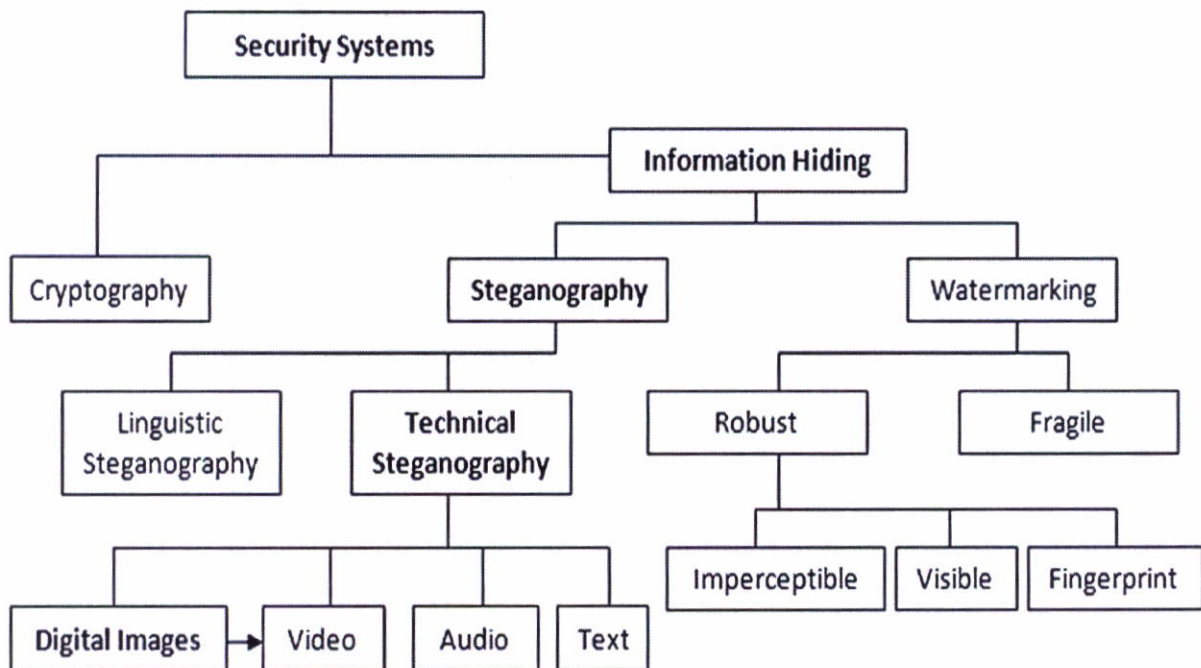 Security Systems
Information Hiding
Cryptography
Steganography
Watermarking
Linguistic
Steganography
Technical
Steganography
Robust
Fragile
Imperceptible
Visible
Fingerprint
Digital Images
Video
Audio
Text